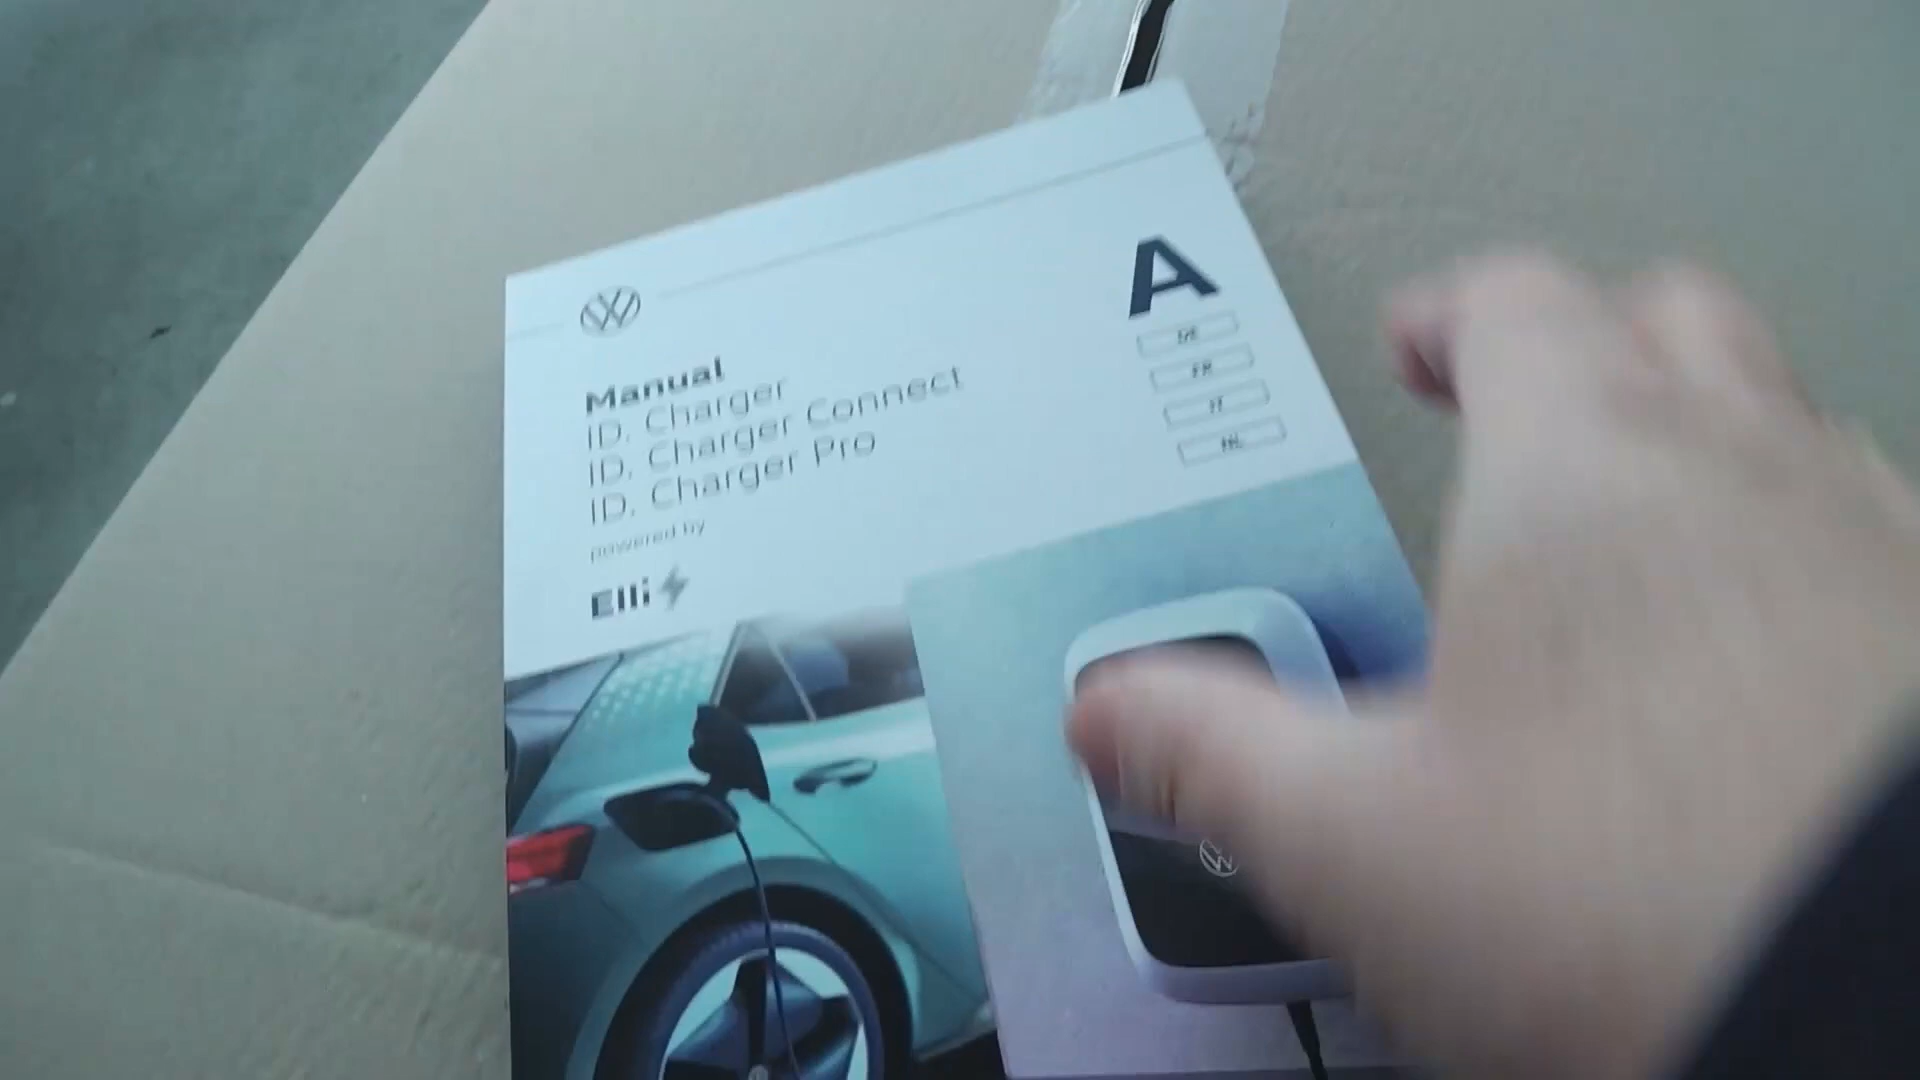 Manual
ID. Charger
ID. Charger Connect
ID. Charger Pro
powered by
Elli
A
DE
FR
IT
NL